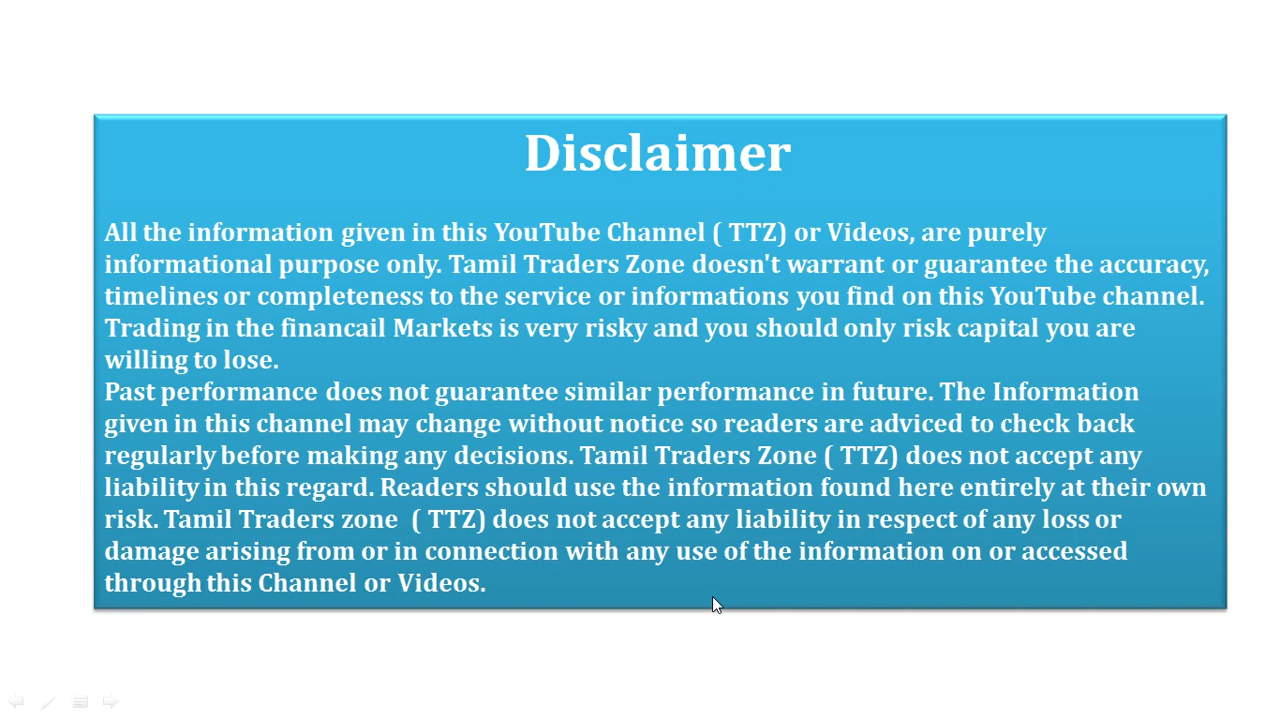 Disclaimer
All the information given in this YouTube Channel ( TTZ) or Videos, are purely
informational purpose only. Tamil Traders Zone doesn't warrant or guarantee the accuracy,
timelines or completeness to the service or informations you find on this YouTube channel.
Trading in the financail Markets is very risky and you should only risk capital you are
willing to lose.
Past performance does not guarantee similar performance in future. The Information
given in this channel may change without notice so readers are adviced to check back
regularly before making any decisions. Tamil Traders Zone ( TTZ) does not accept any
liability in this regard. Readers should use the information found here entirely at their own
risk. Tamil Traders zone  ( TTZ) does not accept any liability in respect of any loss or
damage arising from or in connection with any use of the information on or accessed
through this Channel or Videos.